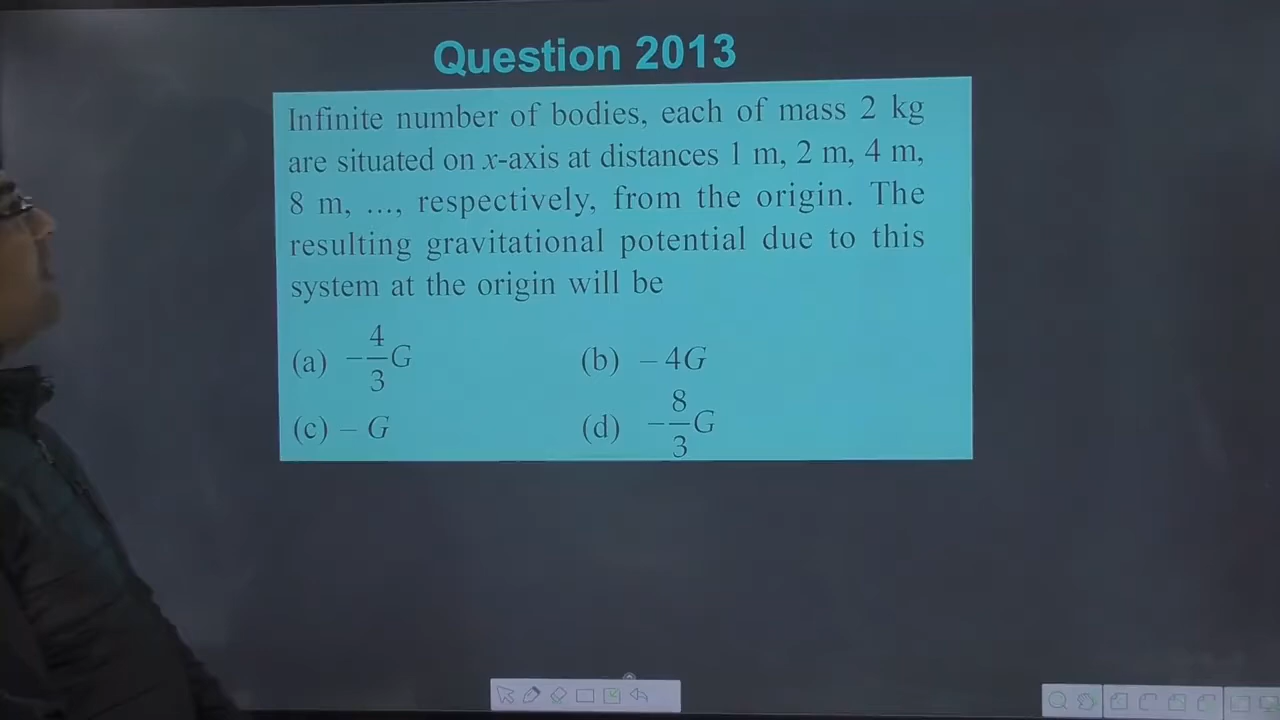 Question 2013
Infinite number of bodies, each of mass 2 kg
are situated on x-axis at distances 1 m, 2 m, 4 m,
8 m, ..., respectively, from the origin. The
resulting gravitational potential due to this
system at the origin will be
(a) −4/3 G (b) − 4G
(c) − G (d) −8/3 G